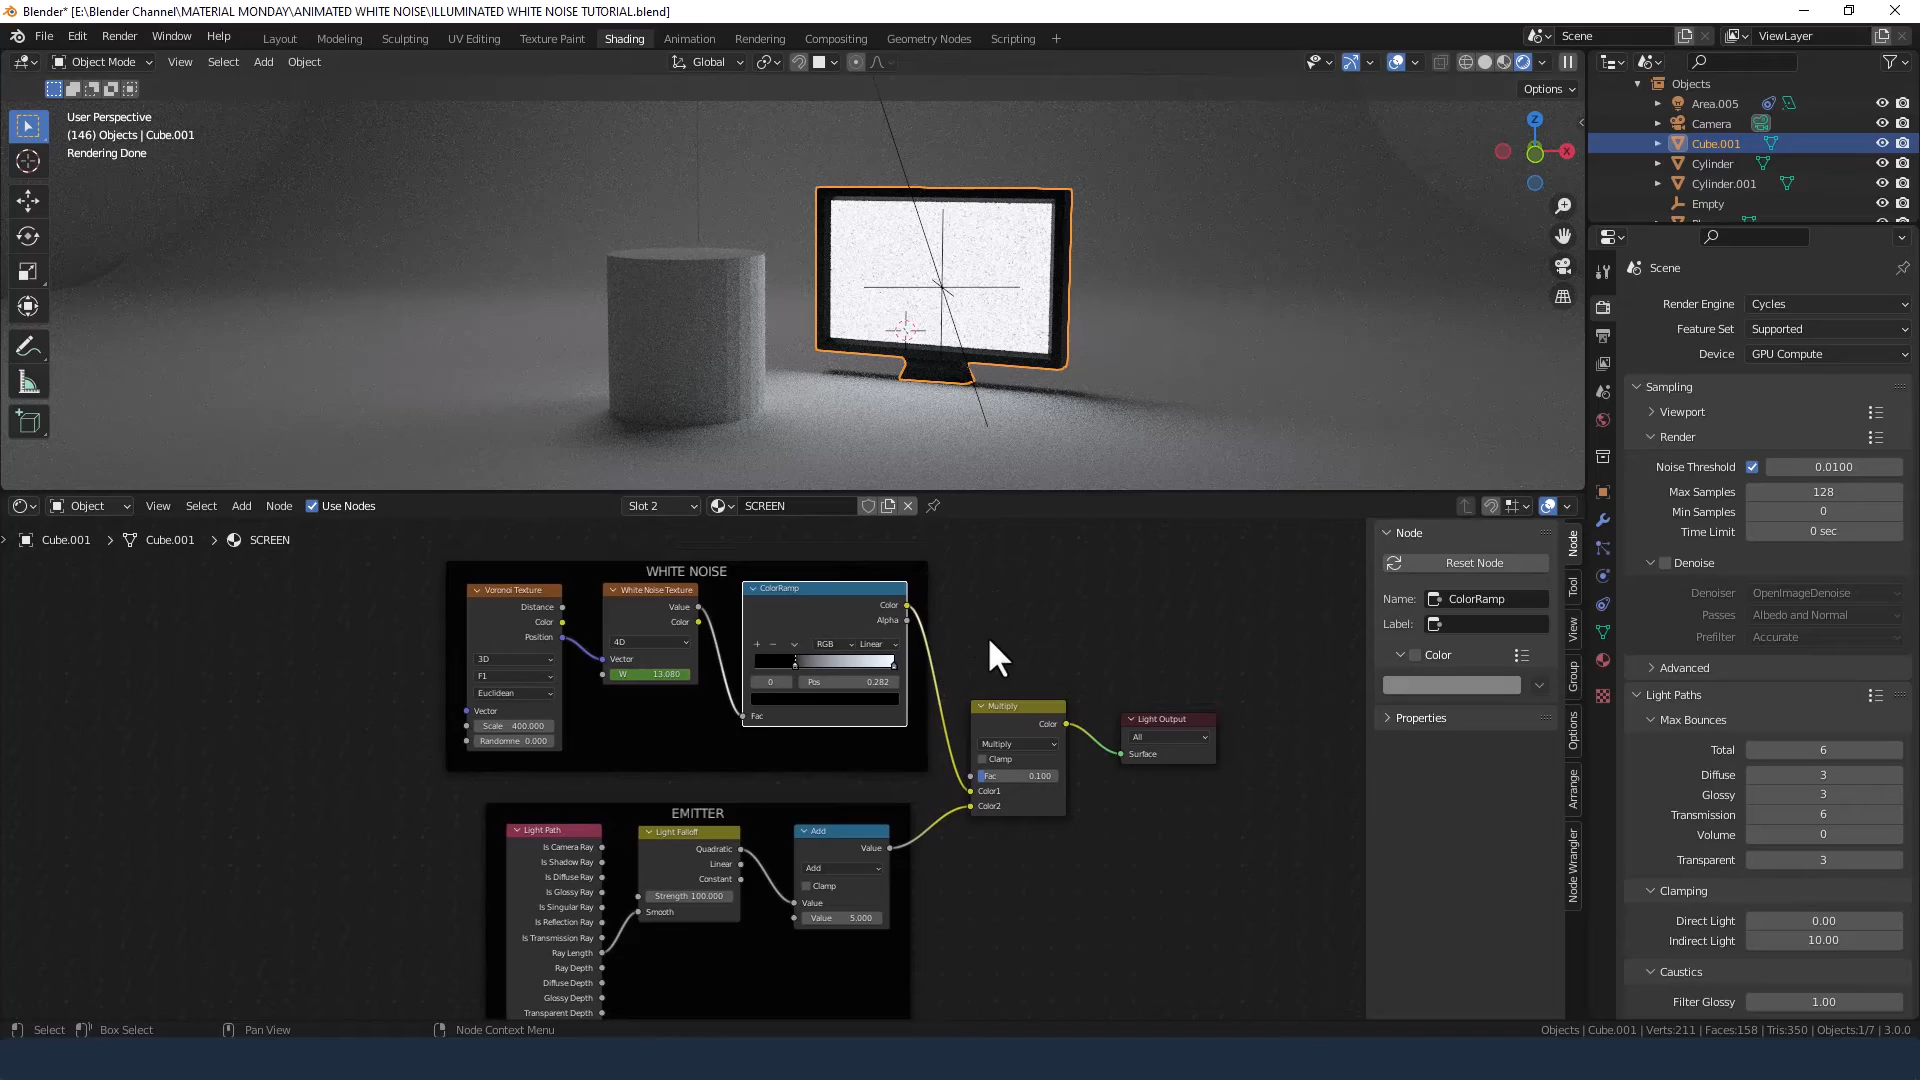 Blender* [E:\Blender Channel\MATERIAL MONDAY\ANIMATED WHITE NOISE\ILLUMINATED WHITE NOISE TUTORIAL.blend]
File Edit Render Window Help Layout Modeling Sculpting UV Editing Texture Paint Shading Animation Rendering Compositing Geometry Nodes Scripting + Scene ViewLayer
Object Mode View Select Add Object Global
Options
User Perspective
(146) Objects | Cube.001
Rendering Done
Z
X
Objects
Area.005
Camera
Cube.001
Cylinder
Cylinder.001
Empty
Scene
Render Engine Cycles
Feature Set Supported
Device GPU Compute
Sampling
Viewport
Render
Noise Threshold 0.0100
Max Samples 128
Min Samples 0
Time Limit 0 sec
Denoise
Denoiser OpenImageDenoise
Passes Albedo and Normal
Prefilter Accurate
Advanced
Light Paths
Max Bounces
Total 6
Diffuse 3
Glossy 3
Transmission 6
Volume 0
Transparent 3
Clamping
Direct Light 0.00
Indirect Light 10.00
Caustics
Filter Glossy 1.00
Object View Select Add Node Use Nodes Slot 2 SCREEN
Cube.001 > Cube.001 > SCREEN
WHITE NOISE
Voronoi Texture
Distance
Color
Position
3D
F1
Euclidean
Vector
Scale 400.000
Randomne 0.000
White Noise Texture
Value
Color
4D
Vector
W 13.080
ColorRamp
Color
Alpha
+ − RGB Linear
0 Pos 0.282
Fac
Multiply
Color
Multiply
Clamp
Fac 0.100
Color1
Color2
Light Output
All
Surface
EMITTER
Light Path
Is Camera Ray
Is Shadow Ray
Is Diffuse Ray
Is Glossy Ray
Is Singular Ray
Is Reflection Ray
Is Transmission Ray
Ray Length
Ray Depth
Diffuse Depth
Glossy Depth
Transparent Depth
Light Falloff
Quadratic
Linear
Constant
Strength 100.000
Smooth
Add
Value
Add
Clamp
Value
Value 5.000
Node
Reset Node
Name: ColorRamp
Label:
Color
Properties
Node
Tool
View
Group
Options
Arrange
Node Wrangler
Select Box Select Pan View Node Context Menu
Objects | Cube.001 | Verts:211 | Faces:158 | Tris:350 | Objects:1/7 | 3.0.0